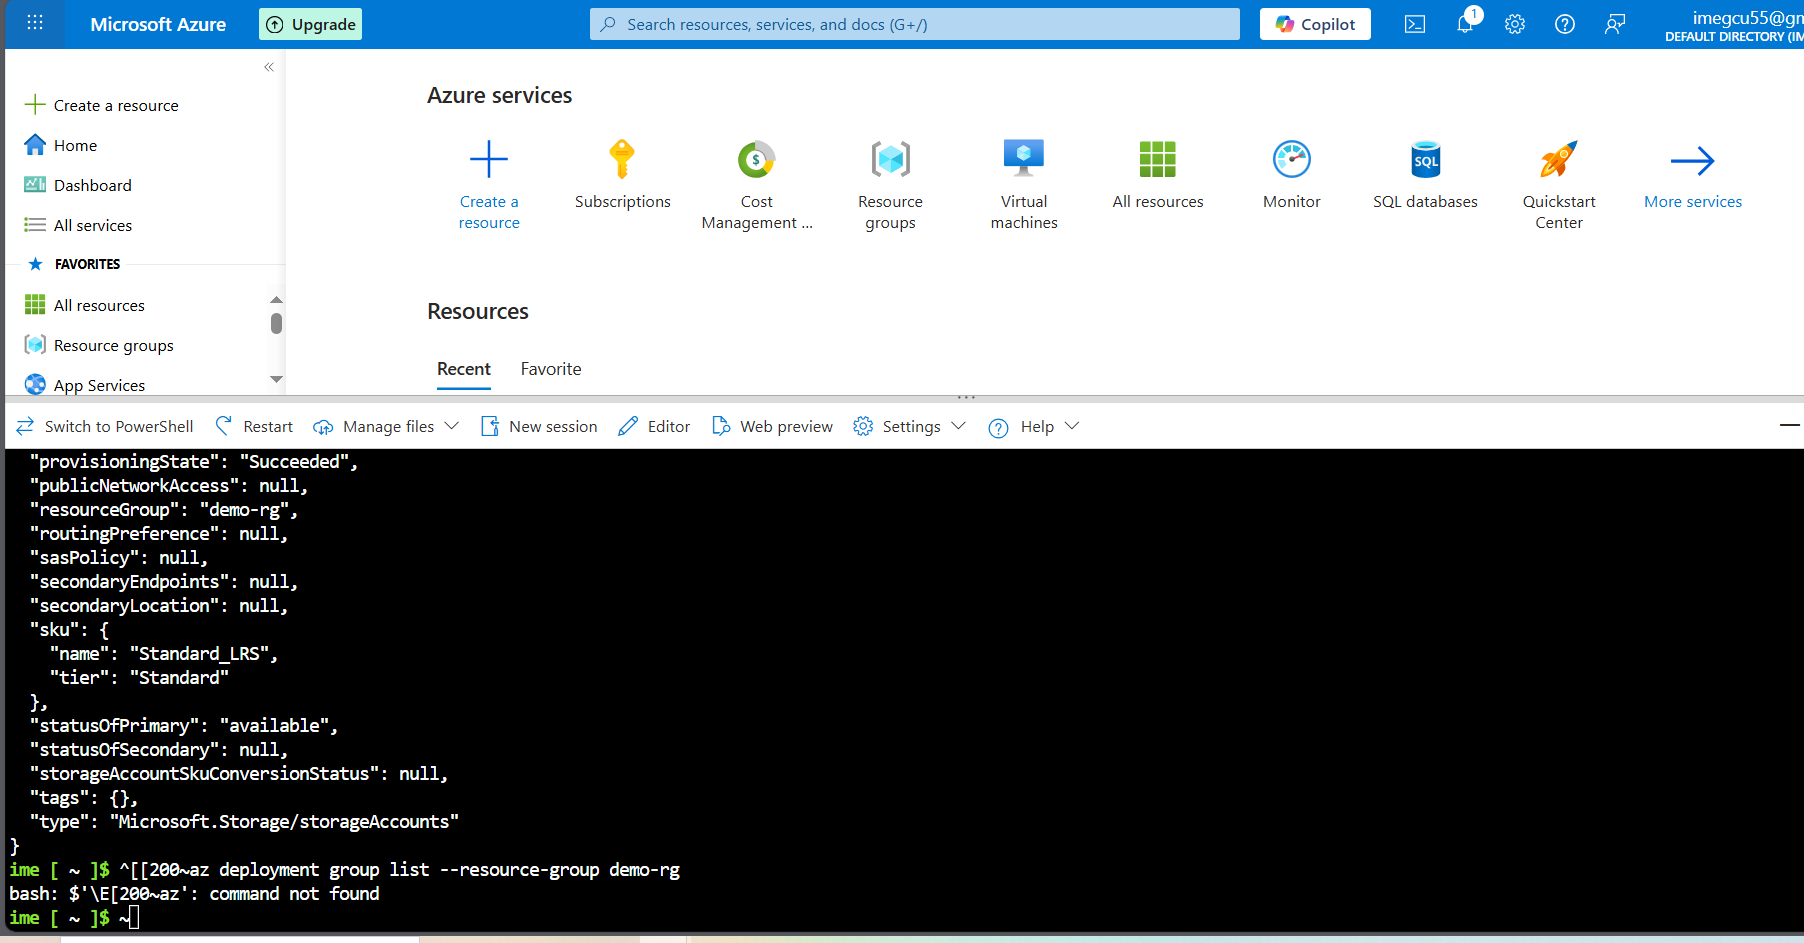 Microsoft Azure
Upgrade
Search resources, services, and docs (G+/)
Copilot
1
imegcu55@gm
DEFAULT DIRECTORY (IM
Create a resource
Home
Dashboard
All services
FAVORITES
All resources
Resource groups
App Services
Azure services
Create a resource
Subscriptions
Cost Management ...
Resource groups
Virtual machines
All resources
Monitor
SQL
SQL databases
Quickstart Center
More services
Resources
Recent
Favorite
Switch to PowerShell
Restart
Manage files
New session
Editor
Web preview
Settings
Help
"provisioningState": "Succeeded",
"publicNetworkAccess": null,
"resourceGroup": "demo-rg",
"routingPreference": null,
"sasPolicy": null,
"secondaryEndpoints": null,
"secondaryLocation": null,
"sku": {
"name": "Standard_LRS",
"tier": "Standard"
},
"statusOfPrimary": "available",
"statusOfSecondary": null,
"storageAccountSkuConversionStatus": null,
"tags": {},
"type": "Microsoft.Storage/storageAccounts"
}
ime [ ~ ]$ ^[[200~az deployment group list --resource-group demo-rg
bash: $'\E[200~az': command not found
ime [ ~ ]$ ~